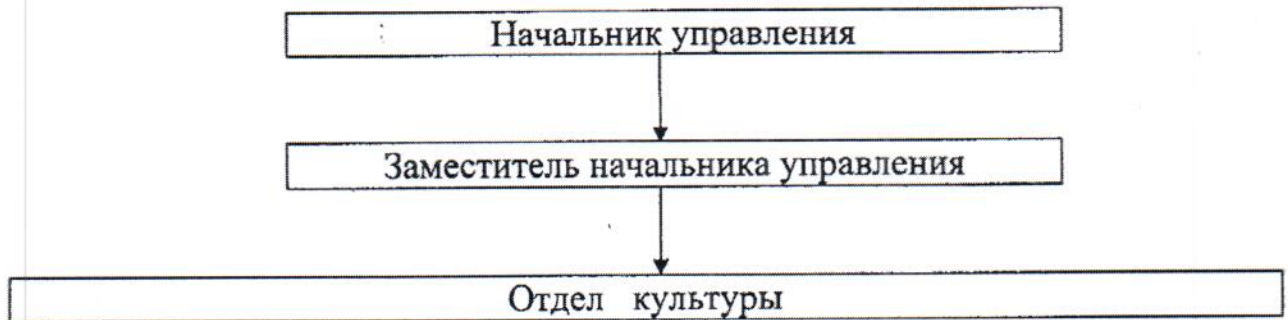 Начальник управления
Заместитель начальника управления
Отдел культуры